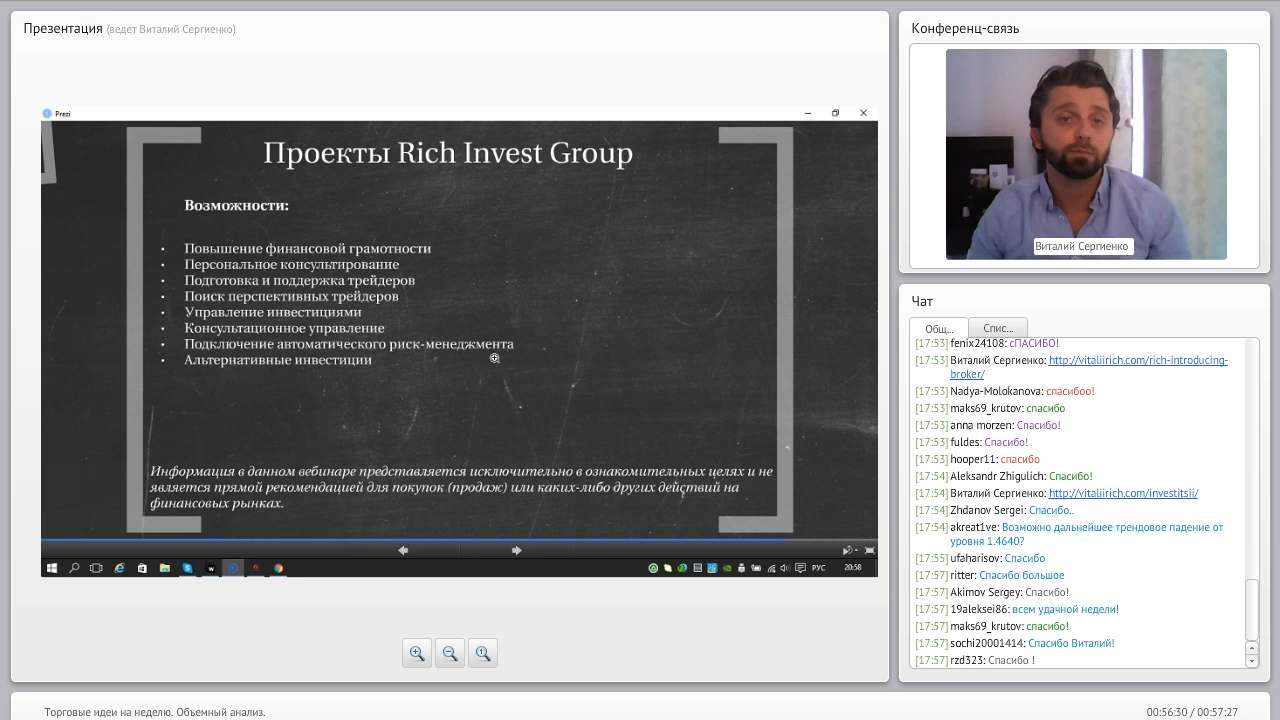 Презентация (ведет Виталий Сергиенко)
Prezi
Проекты Rich Invest Group
Возможности:
• Повышение финансовой грамотности
• Персональное консультирование
• Подготовка и поддержка трейдеров
• Поиск перспективных трейдеров
• Управление инвестициями
• Консультационное управление
• Подключение автоматического риск-менеджмента
• Альтернативные инвестиции
Информация в данном вебинаре представляется исключительно в ознакомительных целях и не
является прямой рекомендацией для покупок (продаж) или каких-либо других действий на
финансовых рынках.
РУС
20:58
Конференц-связь
Виталий Сергиенко
Чат
Общ...
Спис...
[17:53] fenix24108: сПАСИБО!
[17:53] Виталий Сергиенко: http://vitaliirich.com/rich-introducing-
broker/
[17:53] Nadya-Molokanova: спасибоо!
[17:53] maks69_krutov: спасибо
[17:53] anna morzen: Спасибо!
[17:53] fuldes: Спасибо!
[17:53] hooper11: спасибо
[17:54] Aleksandr Zhigulich: Спасибо!
[17:54] Виталий Сергиенко: http://vitaliirich.com/investitsii/
[17:54] Zhdanov Sergei: Спасибо..
[17:54] akreat1ve: Возможно дальнейшее трендовое падение от
уровня 1.4640?
[17:55] ufaharisov: Спасибо
[17:57] ritter: Спасибо большое
[17:57] Akimov Sergey: Спасибо!
[17:57] 19aleksei86: всем удачной недели!
[17:57] maks69_krutov: спасибо!
[17:57] sochi20001414: Спасибо Виталий!
[17:57] rzd323: Спасибо !
Торговые идеи на неделю. Объемный анализ.
00:56:30 / 00:57:27